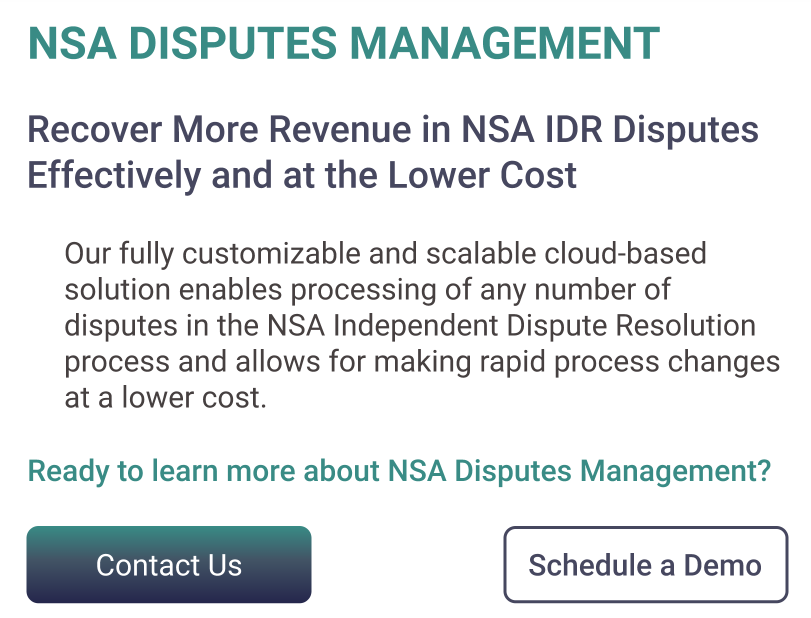 NSA DISPUTES MANAGEMENT
Recover More Revenue in NSA IDR Disputes
Effectively and at the Lower Cost
Our fully customizable and scalable cloud-based
solution enables processing of any number of
disputes in the NSA Independent Dispute Resolution
process and allows for making rapid process changes
at a lower cost.
Ready to learn more about NSA Disputes Management?
Contact Us
Schedule a Demo